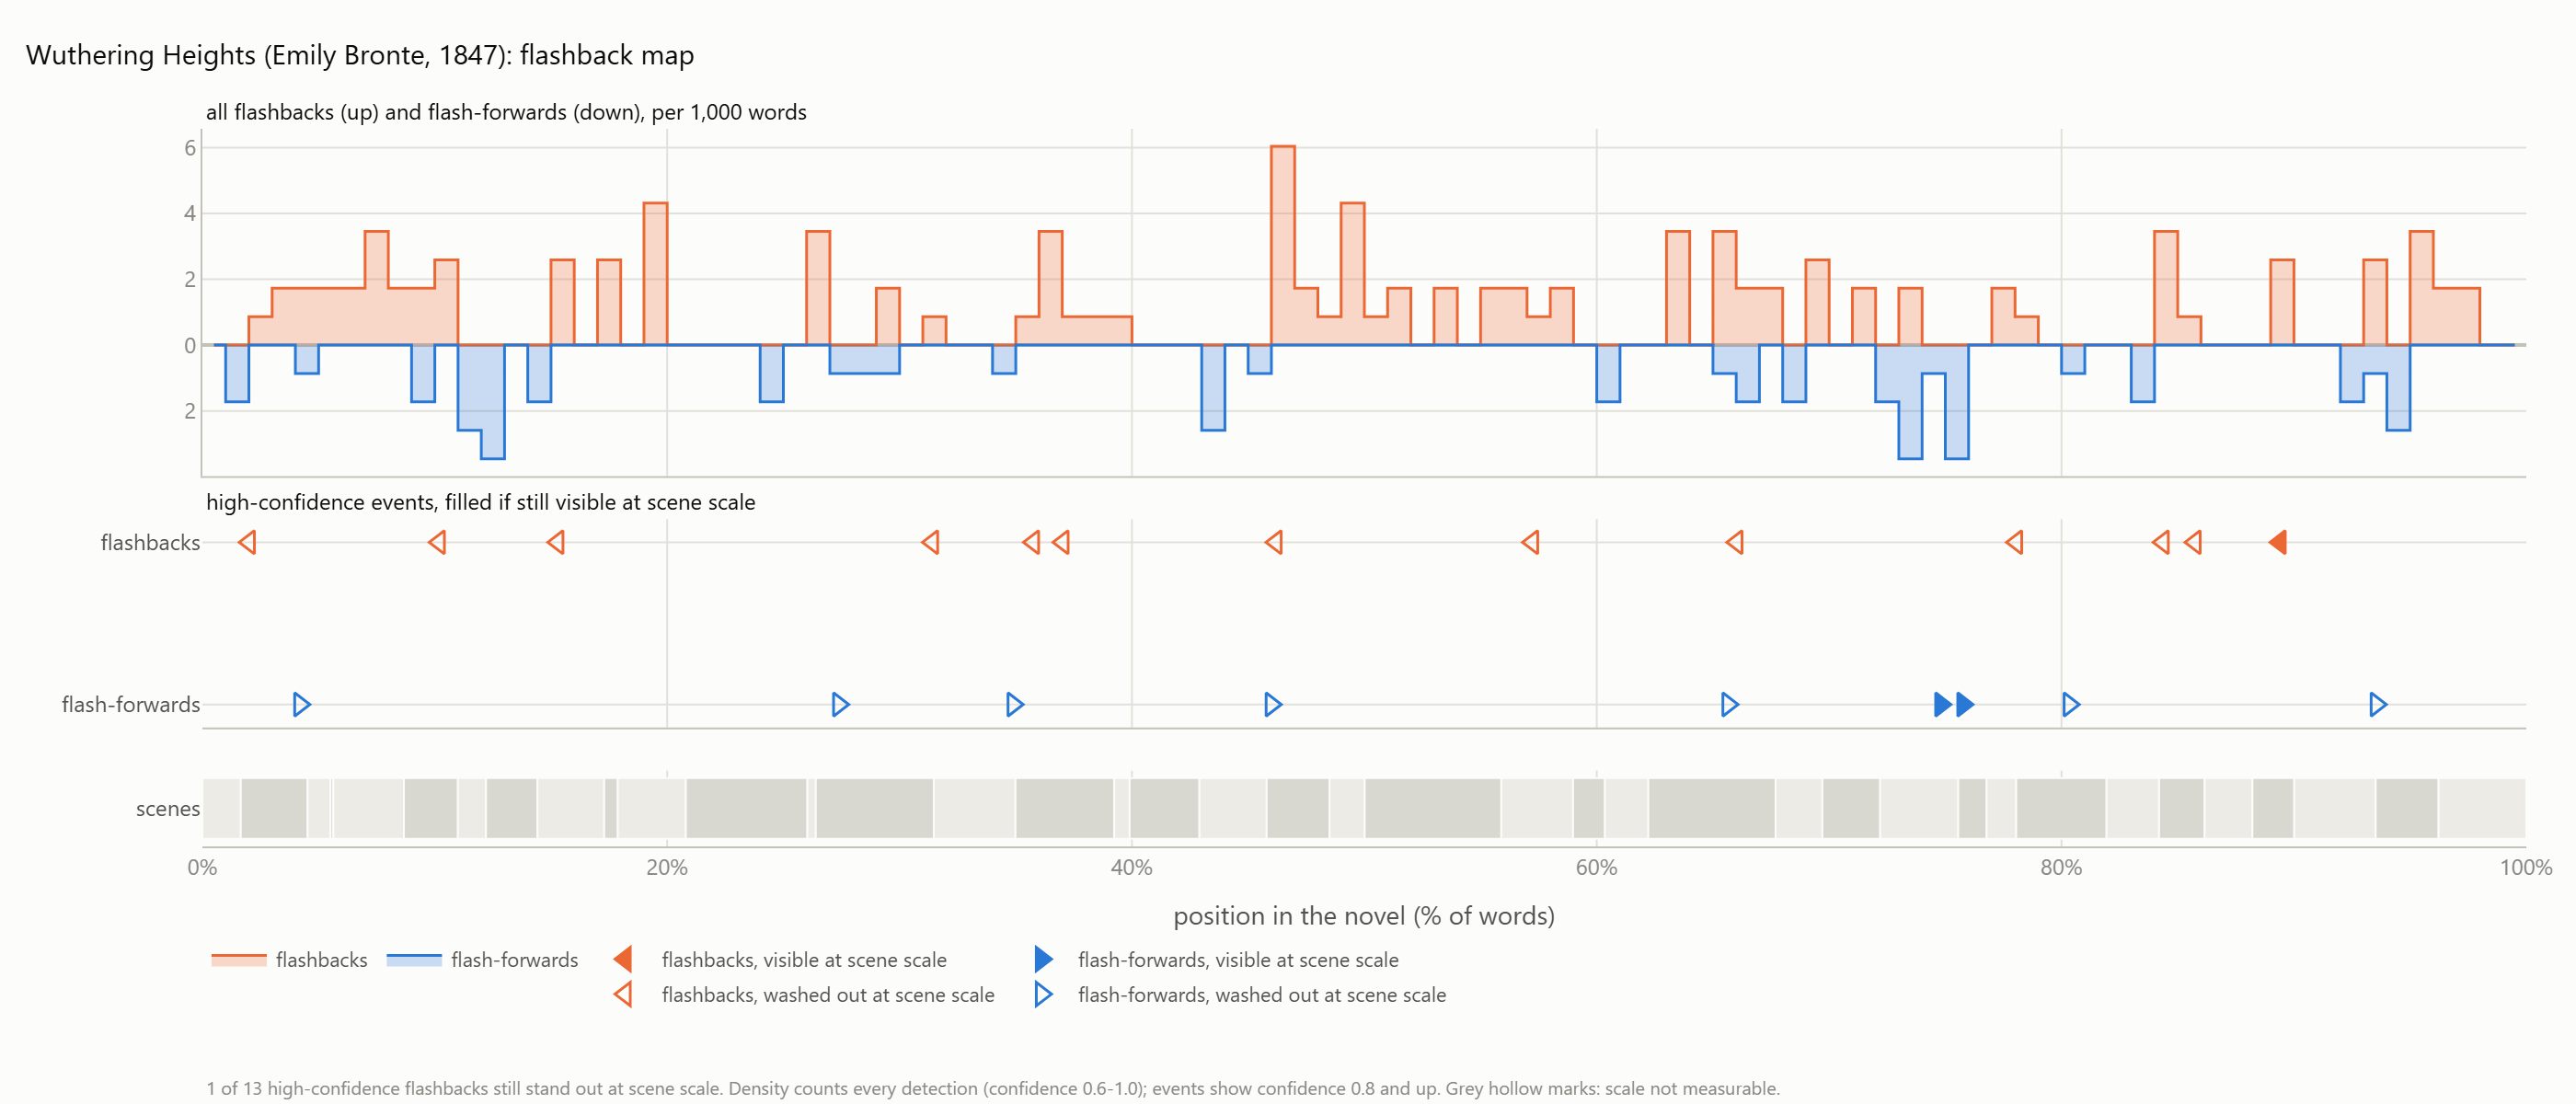 Wuthering Heights (Emily Bronte, 1847): flashback map
all flashbacks (up) and flash-forwards (down), per 1,000 words
6
4
2
0
2
high-confidence events, filled if still visible at scene scale
flashbacks
flash-forwards
scenes
0% 20% 40% 60% 80% 100%
position in the novel (% of words)
flashbacks flash-forwards flashbacks, visible at scene scale flash-forwards, visible at scene scale
flashbacks, washed out at scene scale flash-forwards, washed out at scene scale
1 of 13 high-confidence flashbacks still stand out at scene scale. Density counts every detection (confidence 0.6-1.0); events show confidence 0.8 and up. Grey hollow marks: scale not measurable.